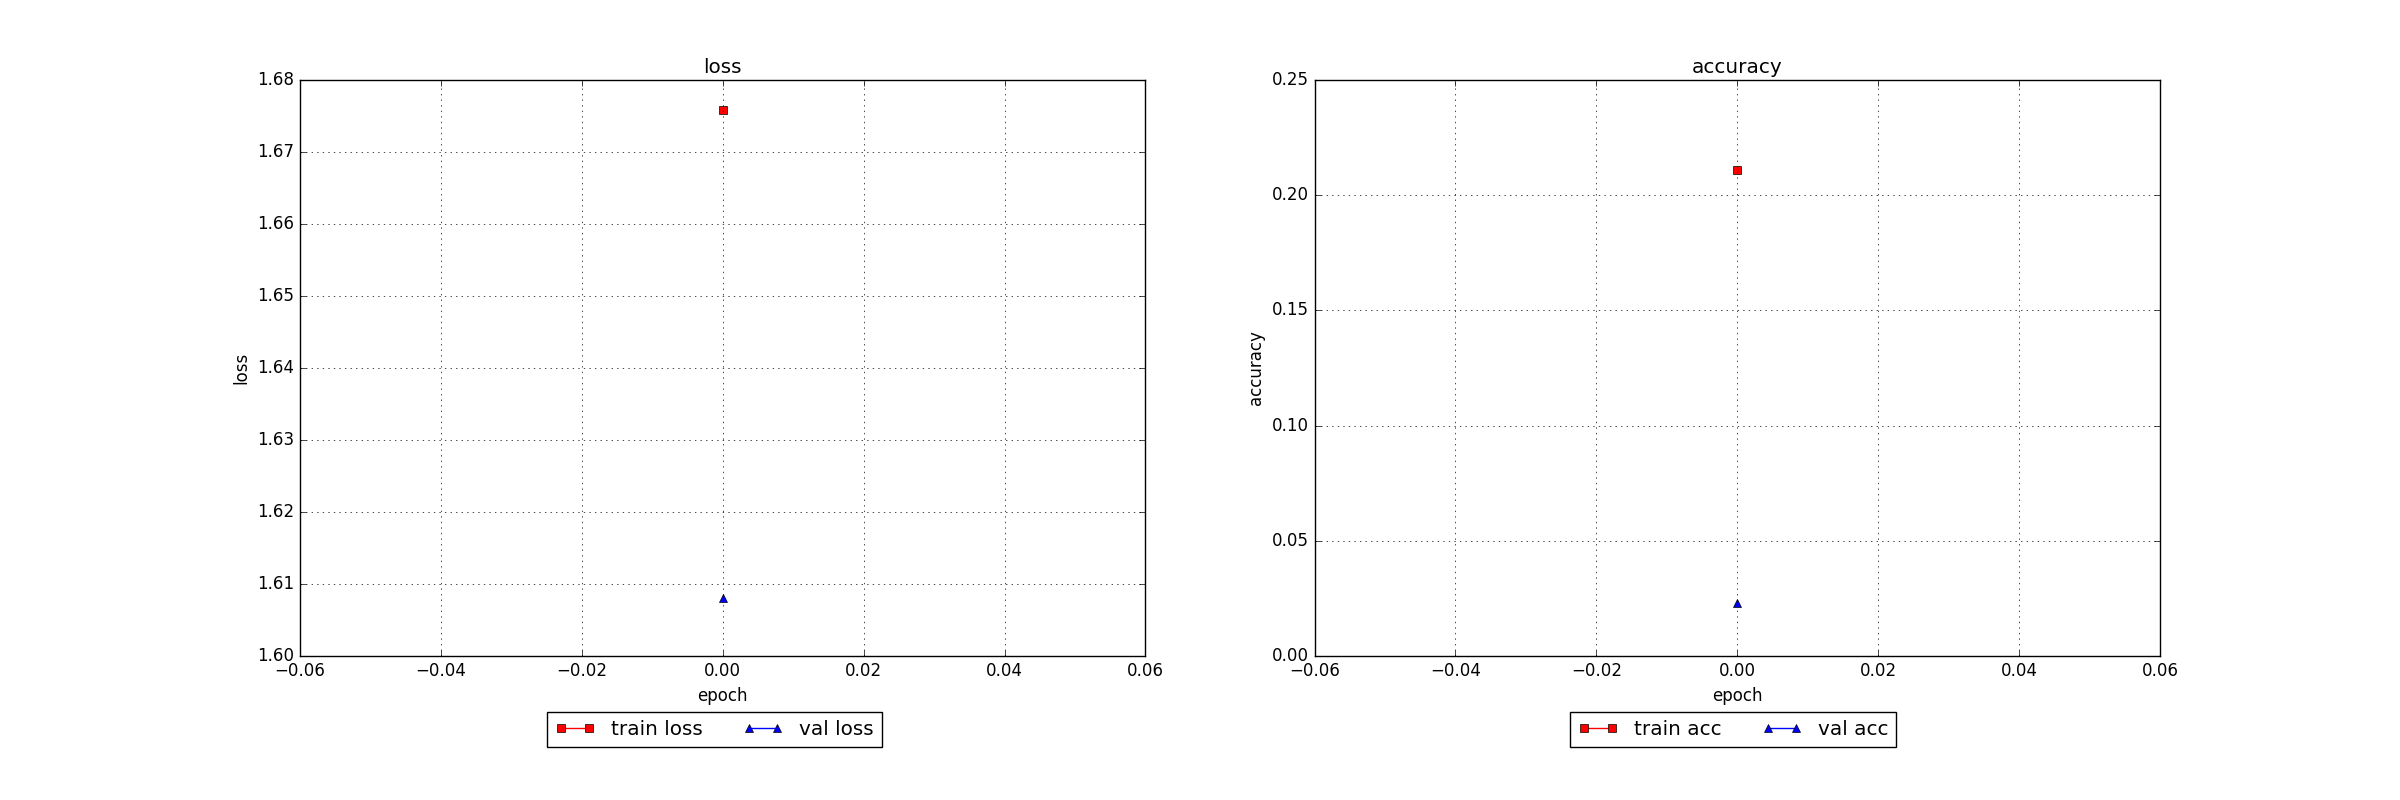 loss
1.68
1.67
1.66
1.65
1.64
1.63
1.62
1.61
1.60
loss
−0.06 −0.04 −0.02 0.00 0.02 0.04 0.06
epoch
train loss val loss
accuracy
0.25
0.20
0.15
0.10
0.05
0.00
accuracy
−0.06 −0.04 −0.02 0.00 0.02 0.04 0.06
epoch
train acc val acc